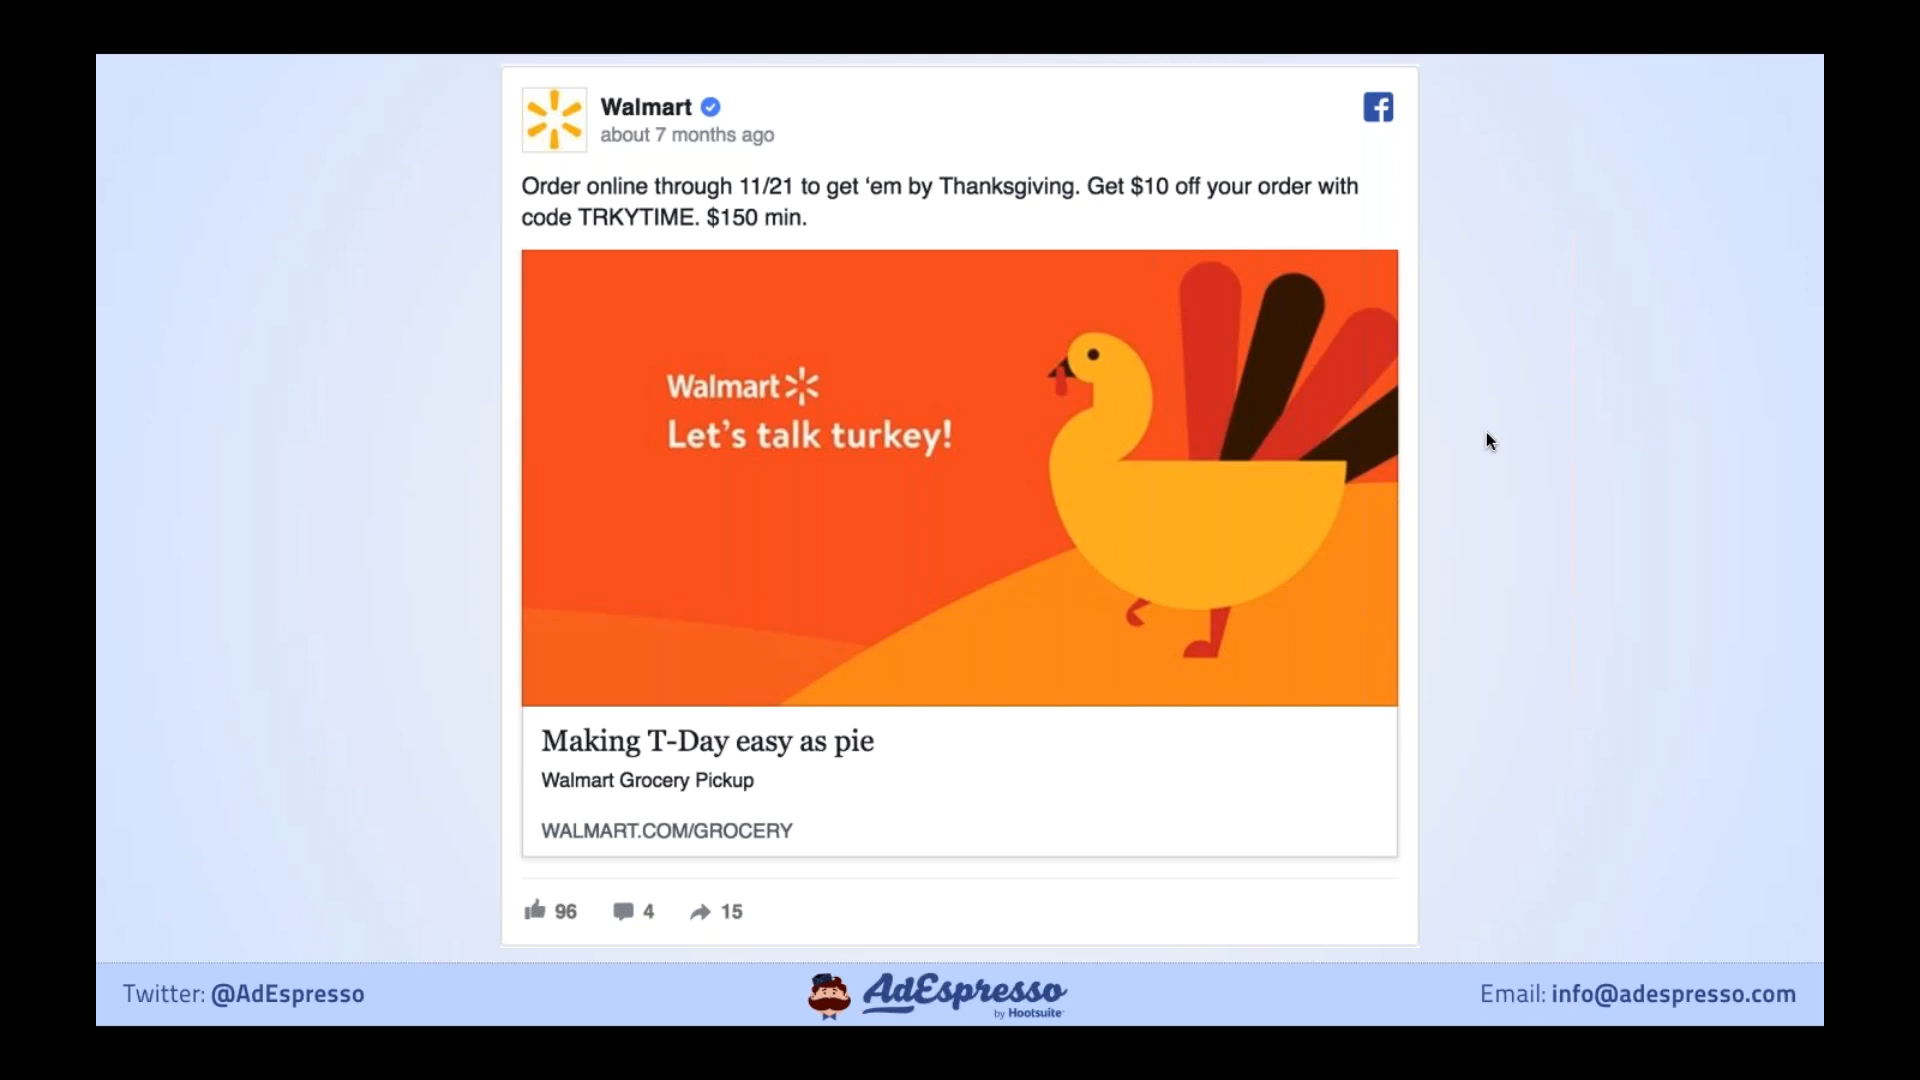 Walmart
about 7 months ago
Order online through 11/21 to get ‘em by Thanksgiving. Get $10 off your order with
code TRKYTIME. $150 min.
Walmart
Let’s talk turkey!
Making T-Day easy as pie
Walmart Grocery Pickup
WALMART.COM/GROCERY
96 4 15
Twitter: @AdEspresso
AdEspresso
by Hootsuite
Email: info@adespresso.com